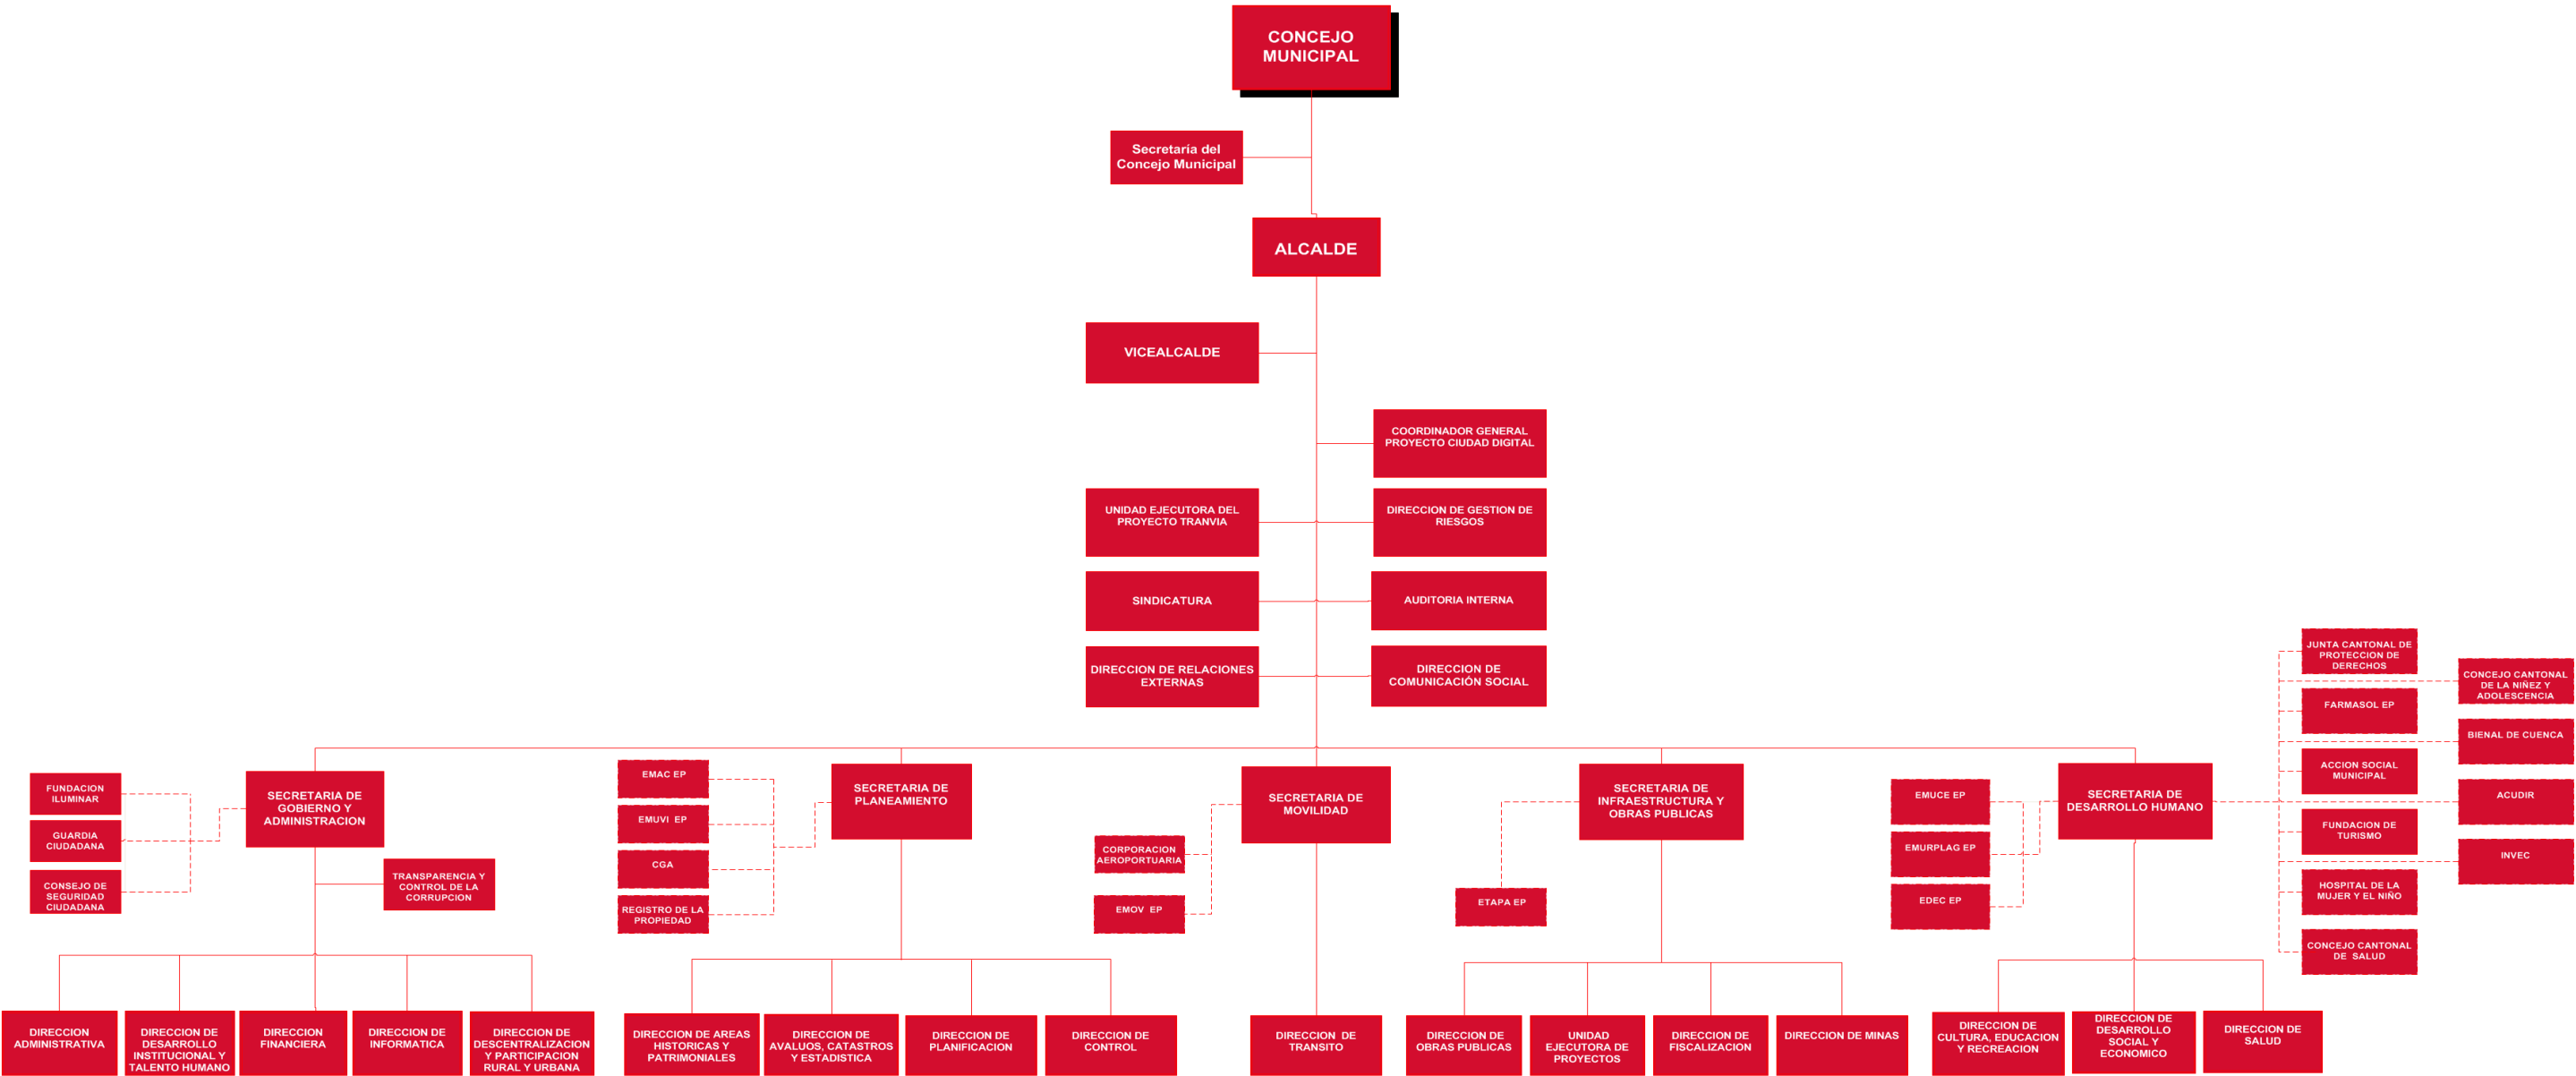 CONCEJO
MUNICIPAL
Secretaría del
Concejo Municipal
ALCALDE
VICEALCALDE
COORDINADOR GENERAL
PROYECTO CIUDAD DIGITAL
UNIDAD EJECUTORA DEL
PROYECTO TRANVIA
DIRECCION DE GESTION DE
RIESGOS
SINDICATURA
AUDITORIA INTERNA
DIRECCION DE RELACIONES
EXTERNAS
DIRECCION DE
COMUNICACIÓN SOCIAL
FUNDACION
ILUMINAR
GUARDIA
CIUDADANA
CONSEJO DE
SEGURIDAD
CIUDADANA
SECRETARIA DE
GOBIERNO Y
ADMINISTRACION
TRANSPARENCIA Y
CONTROL DE LA
CORRUPCION
EMAC EP
EMUVI EP
CGA
REGISTRO DE LA
PROPIEDAD
SECRETARIA DE
PLANEAMIENTO
CORPORACION
AEROPORTUARIA
EMOV EP
SECRETARIA DE
MOVILIDAD
ETAPA EP
SECRETARIA DE
INFRAESTRUCTURA Y
OBRAS PUBLICAS
EMUCE EP
EMURPLAG EP
EDEC EP
SECRETARIA DE
DESARROLLO HUMANO
JUNTA CANTONAL DE
PROTECCION DE
DERECHOS
CONCEJO CANTONAL
DE LA NIÑEZ Y
ADOLESCENCIA
FARMASOL EP
BIENAL DE CUENCA
ACCION SOCIAL
MUNICIPAL
ACUDIR
FUNDACION DE
TURISMO
INVEC
HOSPITAL DE LA
MUJER Y EL NIÑO
CONCEJO CANTONAL
DE SALUD
DIRECCION
ADMINISTRATIVA
DIRECCION DE
DESARROLLO
INSTITUCIONAL Y
TALENTO HUMANO
DIRECCION
FINANCIERA
DIRECCION DE
INFORMATICA
DIRECCION DE
DESCENTRALIZACION
Y PARTICIPACION
RURAL Y URBANA
DIRECCION DE AREAS
HISTORICAS Y
PATRIMONIALES
DIRECCION DE
AVALUOS, CATASTROS
Y ESTADISTICA
DIRECCION DE
PLANIFICACION
DIRECCION DE
CONTROL
DIRECCION DE
TRANSITO
DIRECCION DE
OBRAS PUBLICAS
UNIDAD
EJECUTORA DE
PROYECTOS
DIRECCION DE
FISCALIZACION
DIRECCION DE MINAS
DIRECCION DE
CULTURA, EDUCACION
Y RECREACION
DIRECCION DE
DESARROLLO
SOCIAL Y
ECONOMICO
DIRECCION DE
SALUD